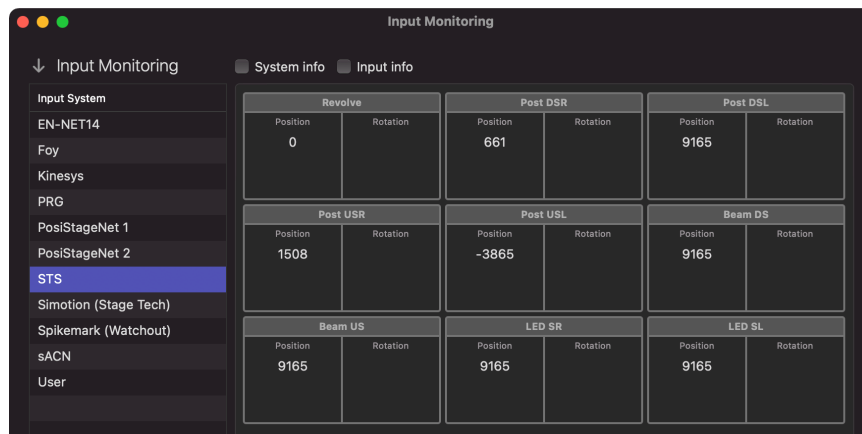 Input Monitoring
Input Monitoring
System info
Input info
Input System
EN-NET14
Foy
Kinesys
PRG
PosiStageNet 1
PosiStageNet 2
STS
Simotion (Stage Tech)
Spikemark (Watchout)
sACN
User
Revolve
Position Rotation
0
Post DSR
Position Rotation
661
Post DSL
Position Rotation
9165
Post USR
Position Rotation
1508
Post USL
Position Rotation
-3865
Beam DS
Position Rotation
9165
Beam US
Position Rotation
9165
LED SR
Position Rotation
9165
LED SL
Position Rotation
9165